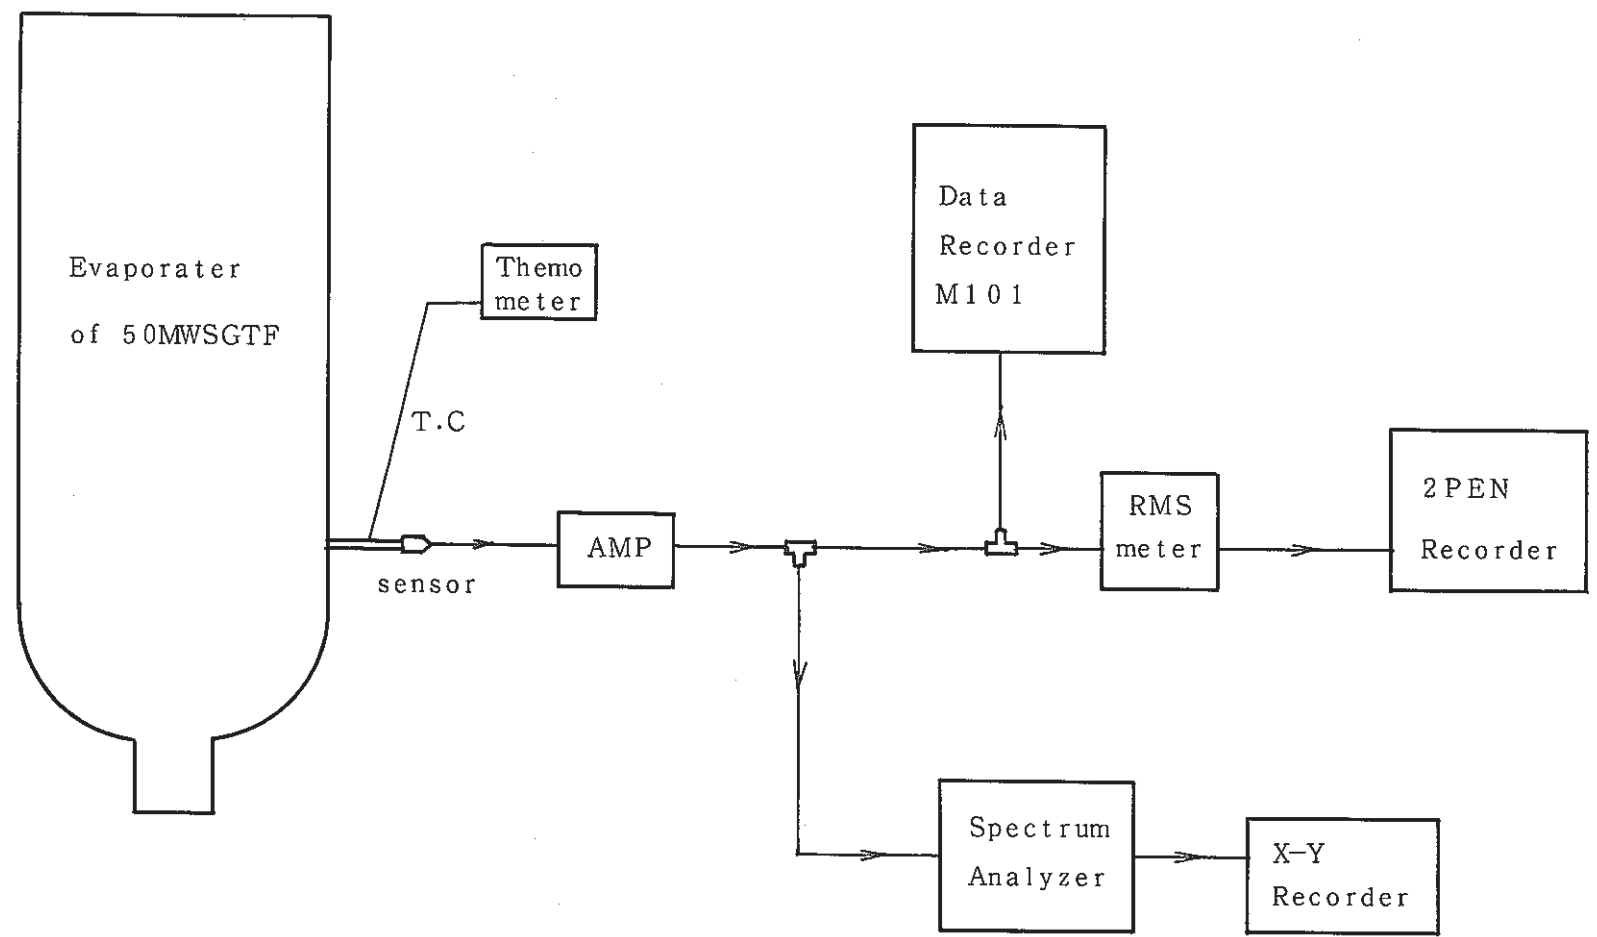 Evaporater
of 50MWSGTF
Themo
meter
T.C
sensor
AMP
Data
Recorder
M101
RMS
meter
2PEN
Recorder
Spectrum
Analyzer
X-Y
Recorder